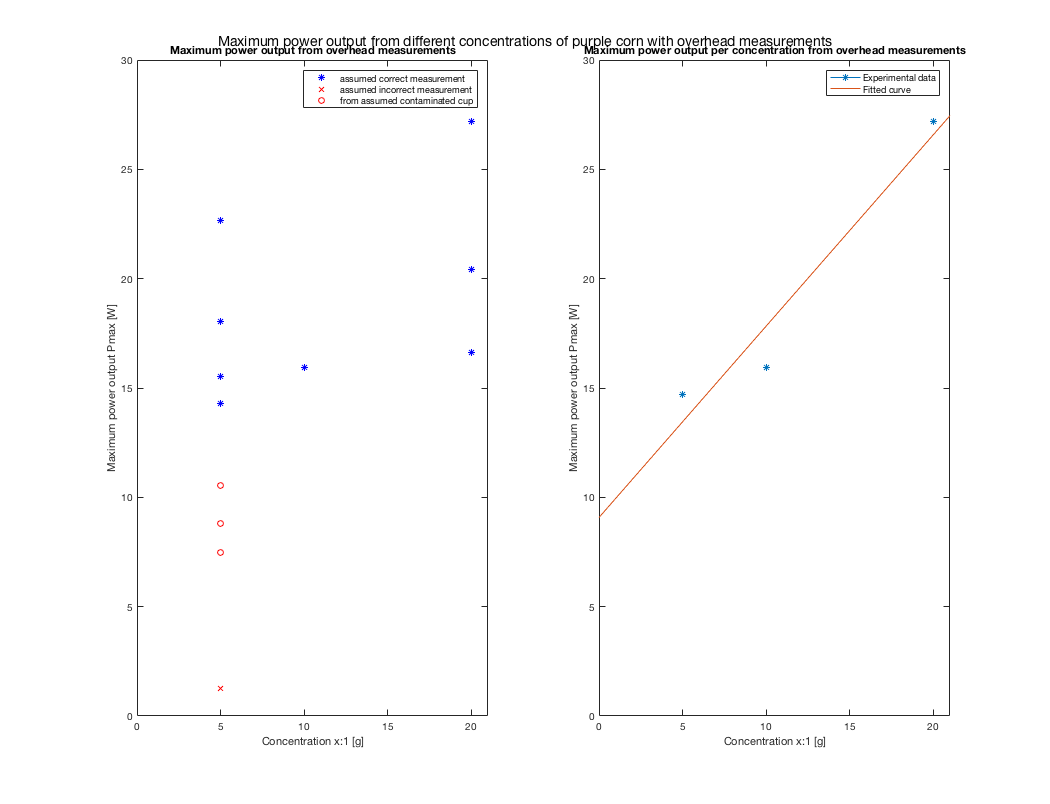 Maximum power output from different concentrations of purple corn with overhead measurements
Maximum power output from overhead measurements
30
25
20
15
10
5
0
Maximum power output Pmax [W]
assumed correct measurement
assumed incorrect measurement
from assumed contaminated cup
0 5 10 15 20
Concentration x:1 [g]
Maximum power output per concentration from overhead measurements
30
25
20
15
10
5
0
Maximum power output Pmax [W]
Experimental data
Fitted curve
0 5 10 15 20
Concentration x:1 [g]